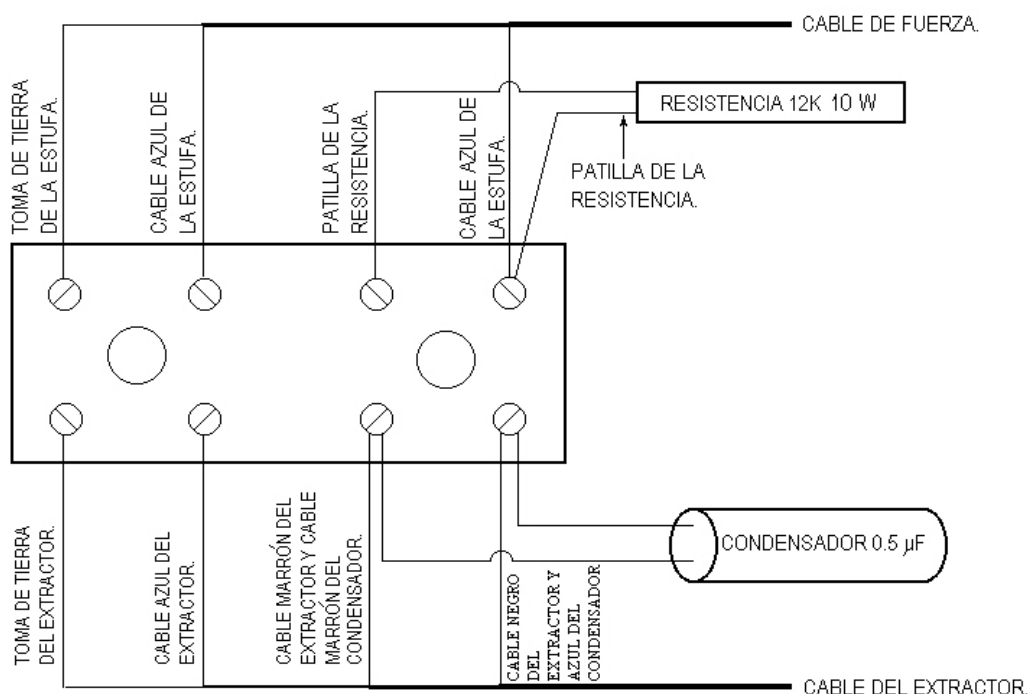 CABLE DE FUERZA.
TOMA DE TIERRA
DE LA ESTUFA.
CABLE AZUL DE
LA ESTUFA.
PATILLA DE LA
RESISTENCIA.
CABLE AZUL DE
LA ESTUFA.
RESISTENCIA 12K 10 W
PATILLA DE LA
RESISTENCIA.
TOMA DE TIERRA
DEL EXTRACTOR.
CABLE AZUL DEL
EXTRACTOR.
CABLE MARRÓN DEL
EXTRACTOR Y CABLE
MARRÓN DEL
CONDENSADOR.
CABLE NEGRO
DEL
EXTRACTOR Y
AZUL DEL
CONDENSADOR
CONDENSADOR 0.5 µF
CABLE DEL EXTRACTOR.